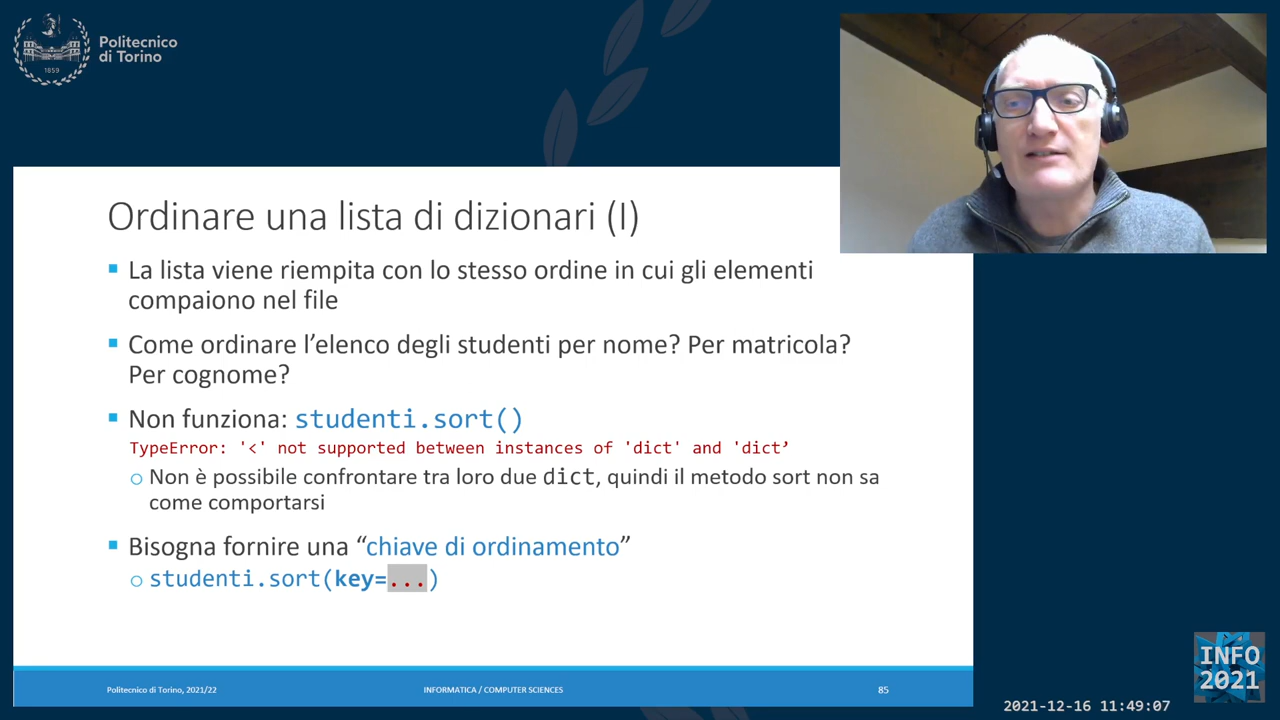 Politecnico
di Torino
1859
Ordinare una lista di dizionari (I)
La lista viene riempita con lo stesso ordine in cui gli elementi
compaiono nel file
Come ordinare l’elenco degli studenti per nome? Per matricola?
Per cognome?
Non funziona: studenti.sort()
TypeError: '<' not supported between instances of 'dict' and 'dict’
Non è possibile confrontare tra loro due dict, quindi il metodo sort non sa
come comportarsi
Bisogna fornire una “chiave di ordinamento”
studenti.sort(key=...)
Politecnico di Torino, 2021/22
INFORMATICA / COMPUTER SCIENCES
85
INFO
2021
2021-12-16 11:49:07